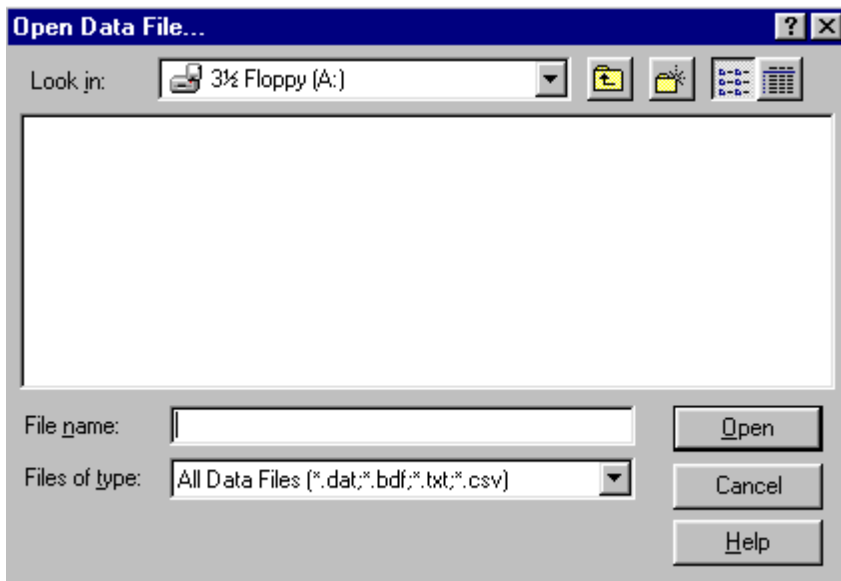 Open Data File...
Look in: 3½ Floppy (A:)
File name: Open
Files of type: All Data Files (*.dat;*.bdf;*.txt;*.csv)
Cancel
Help